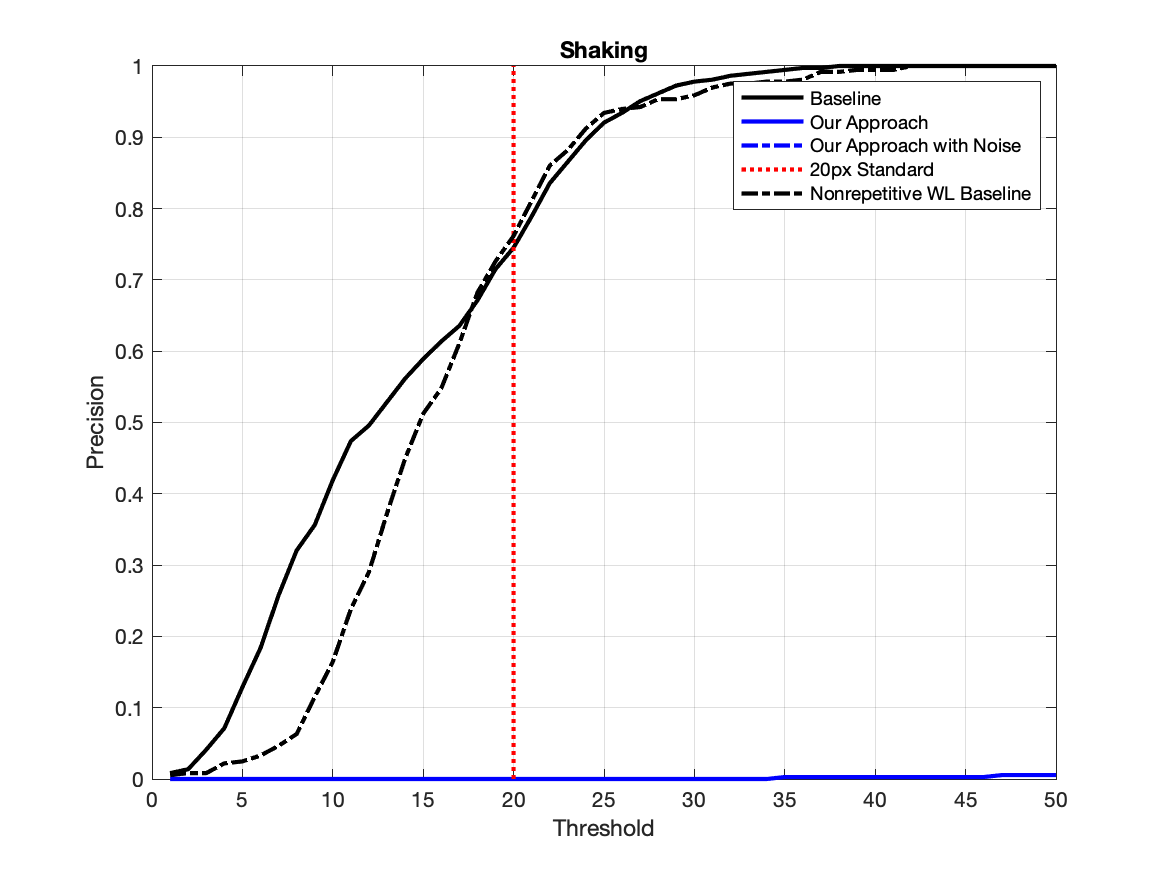 Shaking
1
0.9
0.8
0.7
0.6
0.5
0.4
0.3
0.2
0.1
0
Precision
Baseline
Our Approach
Our Approach with Noise
20px Standard
Nonrepetitive WL Baseline
0 5 10 15 20 25 30 35 40 45 50
Threshold